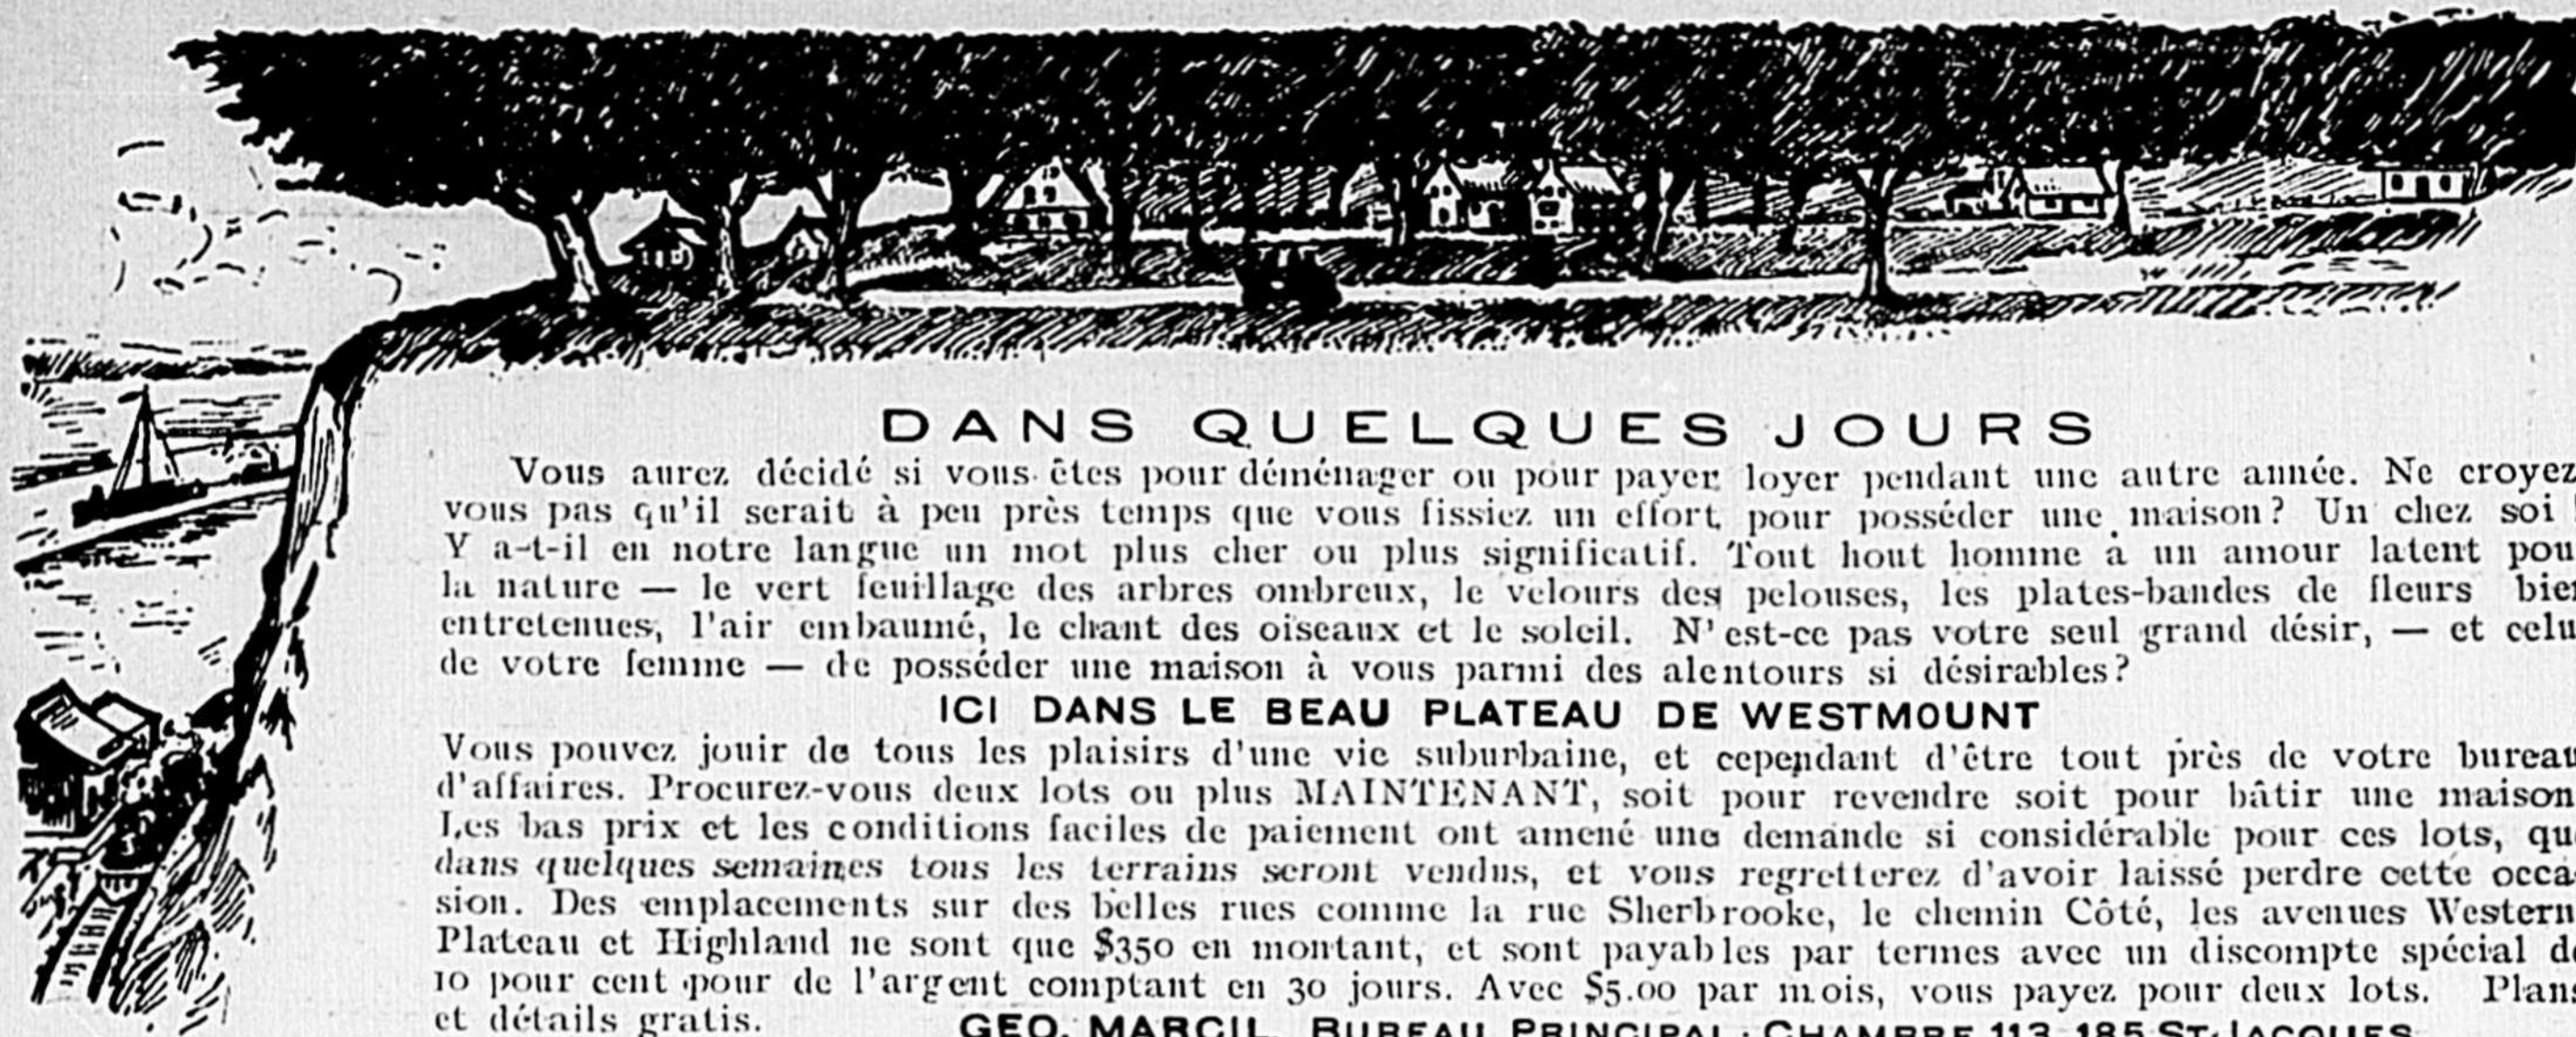 DANS QUELQUES JOURS
Vous aurez décidé si vous êtes pour déménager ou pour payer loyer pendant une autre année. Ne croyez
vous pas qu'il serait à peu près temps que vous fissiez un effort pour posséder une maison? Un chez soi !
Y a-t-il en notre langue un mot plus cher ou plus significatif. Tout hout homme a un amour latent pou
la nature — le vert feuillage des arbres ombreux, le velours des pelouses, les plates-bandes de fleurs bie
entretenues, l'air embaumé, le chant des oiseaux et le soleil. N'est-ce pas votre seul grand désir, — et celu
de votre femme — de posséder une maison à vous parmi des alentours si désirables?
ICI DANS LE BEAU PLATEAU DE WESTMOUNT
Vous pouvez jouir de tous les plaisirs d'une vie suburbaine, et cependant d'être tout près de votre bureau
d'affaires. Procurez-vous deux lots ou plus MAINTENANT, soit pour revendre soit pour bâtir une maison
Les bas prix et les conditions faciles de paiement ont amené une demande si considérable pour ces lots, qu
dans quelques semaines tous les terrains seront vendus, et vous regretterez d'avoir laissé perdre cette occa-
sion. Des emplacements sur des belles rues comme la rue Sherbrooke, le chemin Côté, les avenues Western
Plateau et Highland ne sont que $350 en montant, et sont payables par termes avec un discompte spécial de
10 pour cent pour de l'argent comptant en 30 jours. Avec $5.00 par mois, vous payez pour deux lots. Plans
et détails gratis. GEO. MARCIL, BUREAU PRINCIPAL: CHAMBRE 113, 185 ST-JACQUES